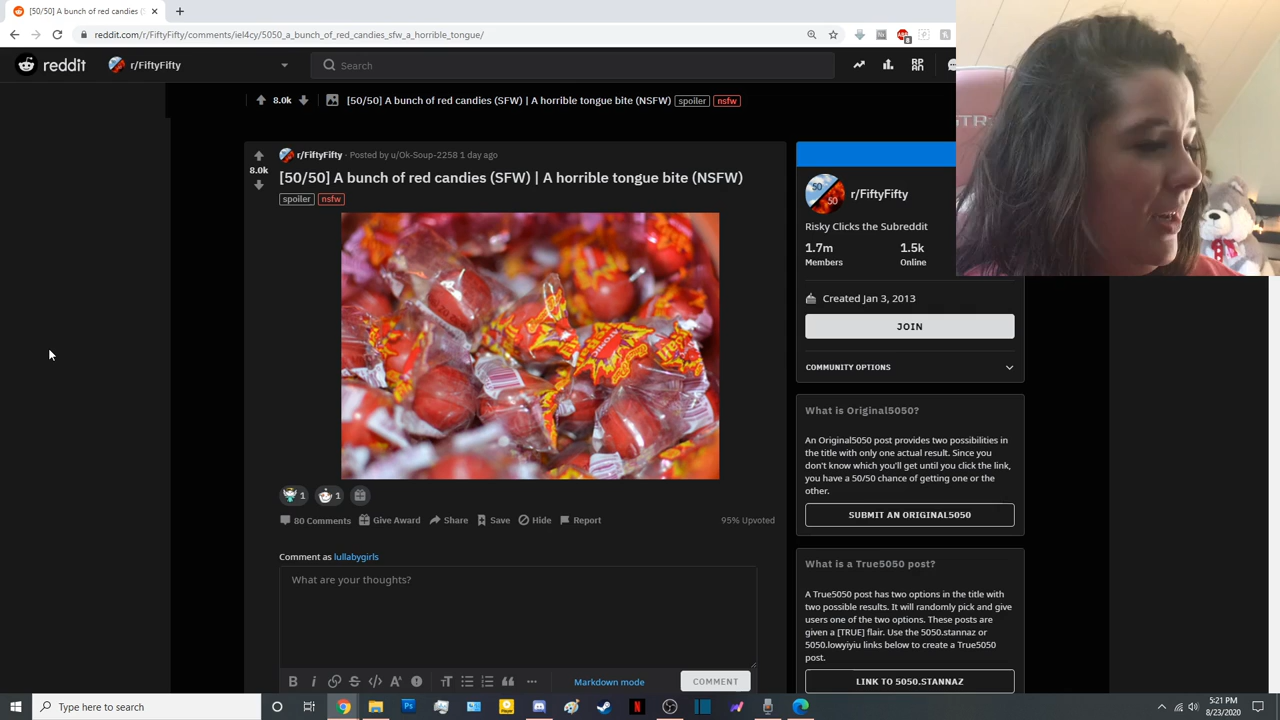 [50/50] A bunch of red candies (
reddit.com/r/FiftyFifty/comments/iel4cy/5050_a_bunch_of_red_candies_sfw_a_horrible_tongue/
reddit
r/FiftyFifty
Search
8.0k
[50/50] A bunch of red candies (SFW) | A horrible tongue bite (NSFW)
spoiler
nsfw
r/FiftyFifty · Posted by u/Ok-Soup-2258 1 day ago
8.0k
[50/50] A bunch of red candies (SFW) | A horrible tongue bite (NSFW)
spoiler
nsfw
1
1
80 Comments
Give Award
Share
Save
Hide
Report
95% Upvoted
Comment as lullabygirls
What are your thoughts?
Markdown mode
COMMENT
50
50
r/FiftyFifty
Risky Clicks the Subreddit
1.7m
Members
1.5k
Online
Created Jan 3, 2013
JOIN
COMMUNITY OPTIONS
What is Original5050?
An Original5050 post provides two possibilities in
the title with only one actual result. Since you
don't know which you'll get until you click the link,
you have a 50/50 chance of getting one or the
other.
SUBMIT AN ORIGINAL5050
What is a True5050 post?
A True5050 post has two options in the title with
two possible results. It will randomly pick and give
users one of the two options. These posts are
given a [TRUE] flair. Use the 5050.stannaz or
5050.lowyiyiu links below to create a True5050
post.
LINK TO 5050.STANNAZ
Type here to search
5:21 PM
8/23/2020